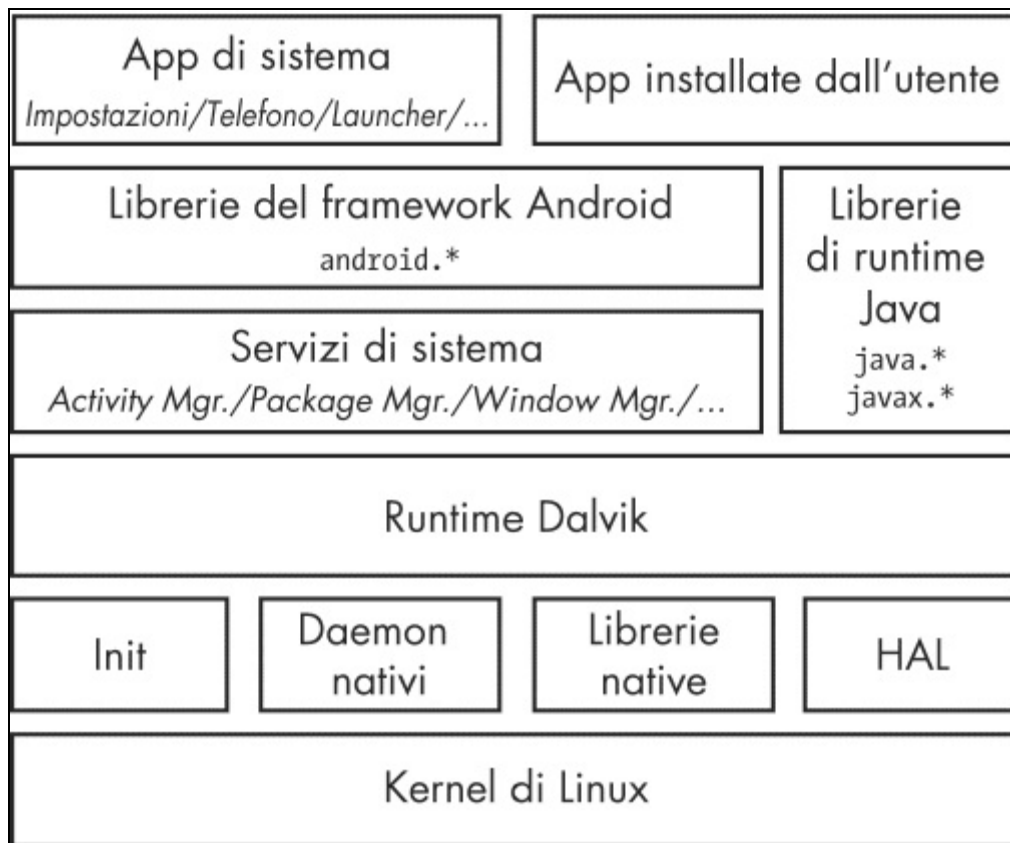 App di sistema
Impostazioni/Telefono/Launcher/...
App installate dall'utente
Librerie del framework Android
android.*
Librerie
di runtime
Java
java.*
javax.*
Servizi di sistema
Activity Mgr./Package Mgr./Window Mgr./...
Runtime Dalvik
Init
Daemon
nativi
Librerie
native
HAL
Kernel di Linux